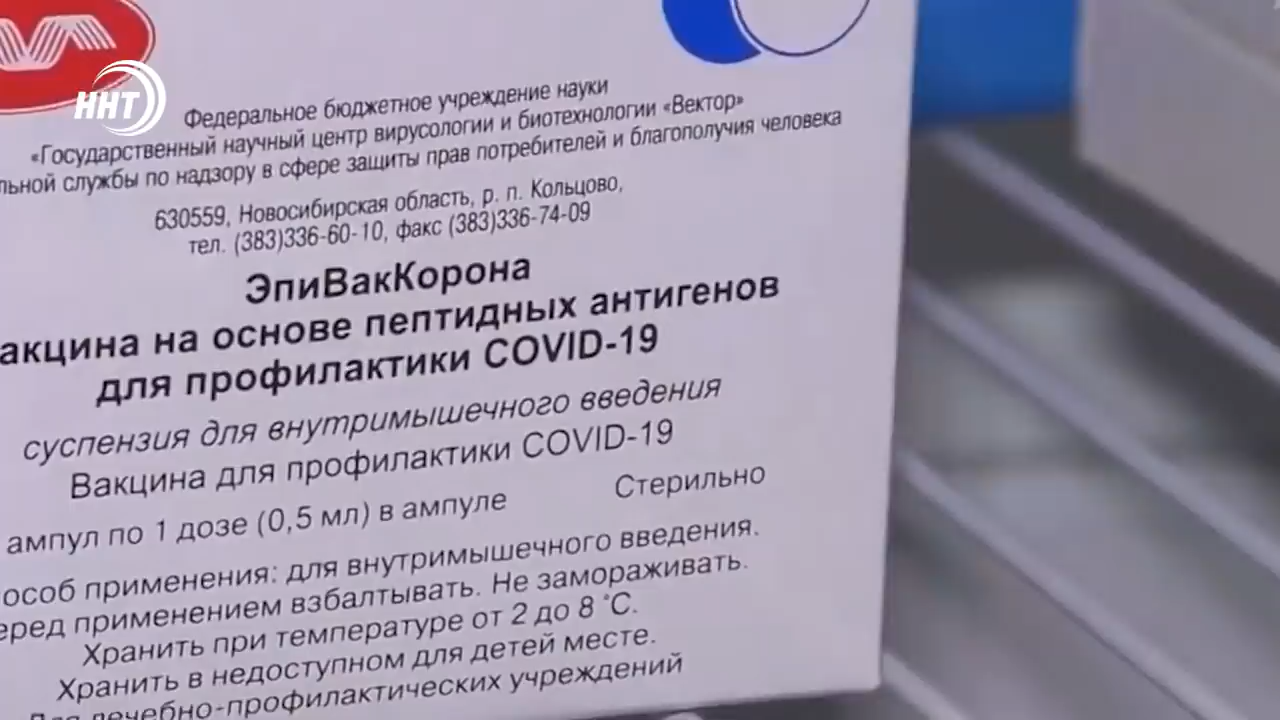 ННТ
Федеральное бюджетное учреждение науки
«Государственный научный центр вирусологии и биотехнологии «Вектор»
службы по надзору в сфере защиты прав потребителей и благополучия человека
630559, Новосибирская область, р. п. Кольцово,
тел. (383)336-60-10, факс (383)336-74-09
ЭпиВакКорона
акцина на основе пептидных антигенов
для профилактики COVID-19
суспензия для внутримышечного введения
Вакцина для профилактики COVID-19
ампул по 1 дозе (0,5 мл) в ампуле Стерильно
особ применения: для внутримышечного введения.
еред применением взбалтывать. Не замораживать.
Хранить при температуре от 2 до 8 °С.
Хранить в недоступном для детей месте.
Для лечебно-профилактических учреждений